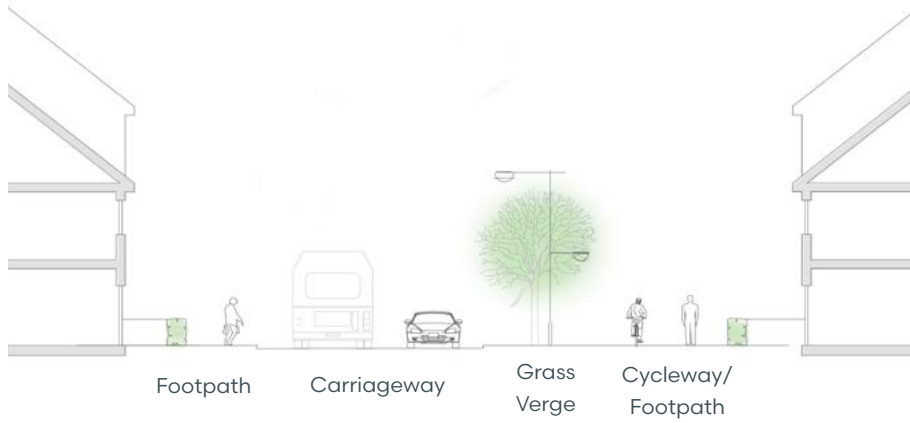 Footpath
Carriageway
Grass
Verge
Cycleway/
Footpath